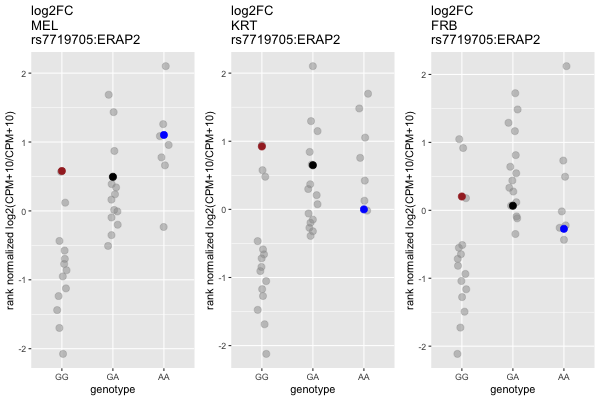 log2FC
MEL
rs7719705:ERAP2
rank normalized log2(CPM+10/CPM+10)
2
1
0
-1
-2
GG
GA
AA
genotype
log2FC
KRT
rs7719705:ERAP2
rank normalized log2(CPM+10/CPM+10)
2
1
0
-1
-2
GG
GA
AA
genotype
log2FC
FRB
rs7719705:ERAP2
rank normalized log2(CPM+10/CPM+10)
2
1
0
-1
-2
GG
GA
AA
genotype